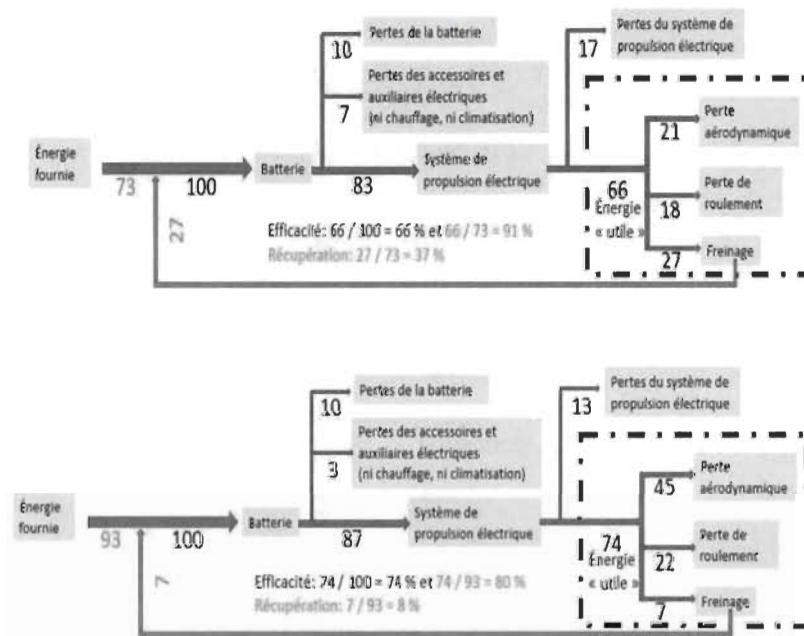 Pertes de la batterie
10
Pertes du système de
propulsion électrique
17
Pertes des accessoires et
auxiliaires électriques
(ni chauffage, ni climatisation)
7
Perte
aérodynamique
21
Énergie
fournie
73
100
Batterie
83
Système de
propulsion électrique
66
Énergie
« utile »
Perte de
roulement
18
27
Efficacité: 66 / 100 = 66 % et 66 / 73 = 91 %
Récupération: 27 / 73 = 37 %
Freinage
27
Pertes de la batterie
10
Pertes du système de
propulsion électrique
13
Pertes des accessoires et
auxiliaires électriques
(ni chauffage, ni climatisation)
3
Perte
aérodynamique
45
Énergie
fournie
93
100
Batterie
87
Système de
propulsion électrique
74
Énergie
« utile »
Perte de
roulement
22
7
Efficacité: 74 / 100 = 74 % et 74 / 93 = 80 %
Récupération: 7 / 93 = 8 %
Freinage
7